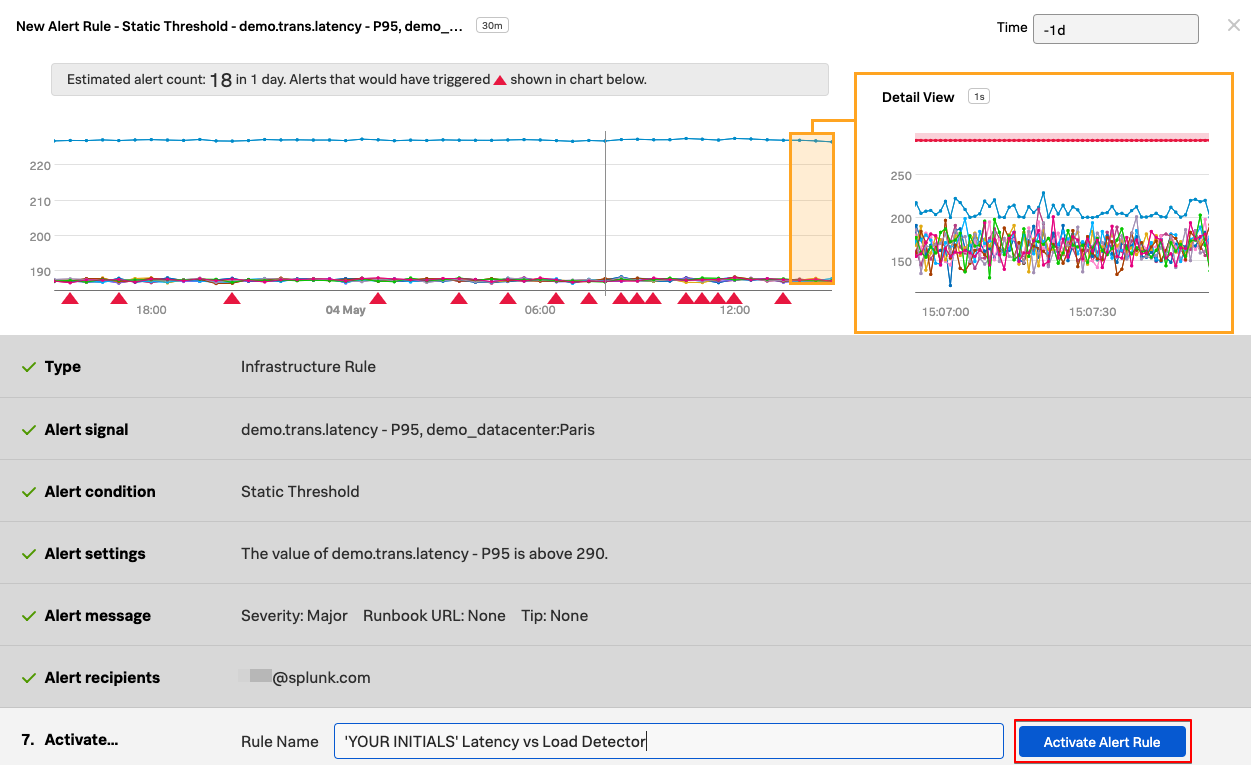 New Alert Rule - Static Threshold - demo.trans.latency - P95, demo_... 30m
Time -1d
Estimated alert count: 18 in 1 day. Alerts that would have triggered shown in chart below.
220
210
200
190
18:00 04 May 06:00 12:00
Detail View 1s
250
200
150
15:07:00 15:07:30
Type Infrastructure Rule
Alert signal demo.trans.latency - P95, demo_datacenter:Paris
Alert condition Static Threshold
Alert settings The value of demo.trans.latency - P95 is above 290.
Alert message Severity: Major Runbook URL: None Tip: None
Alert recipients @splunk.com
7. Activate... Rule Name 'YOUR INITIALS' Latency vs Load Detector Activate Alert Rule